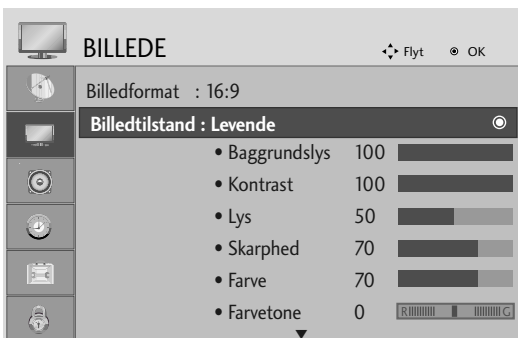 BILLEDE
Flyt OK
Billedformat : 16:9
Billedtilstand : Levende
• Baggrundslys 100
• Kontrast 100
• Lys 50
• Skarphed 70
• Farve 70
• Farvetone 0 R G